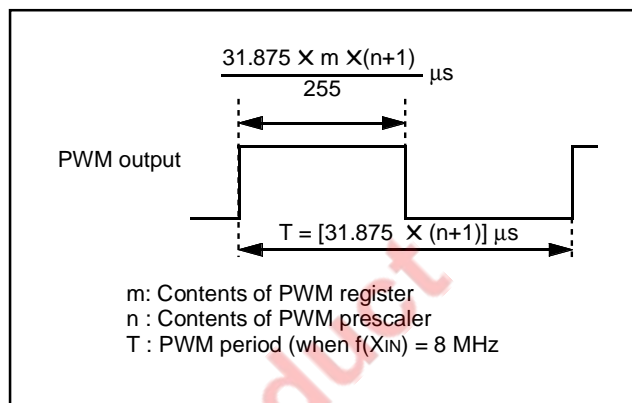 31.875 × m ×(n+1)
255
μs
PWM output
T = [31.875 × (n+1)] μs
m: Contents of PWM register
n : Contents of PWM prescaler
T : PWM period (when f(XIN) = 8 MHz
duct